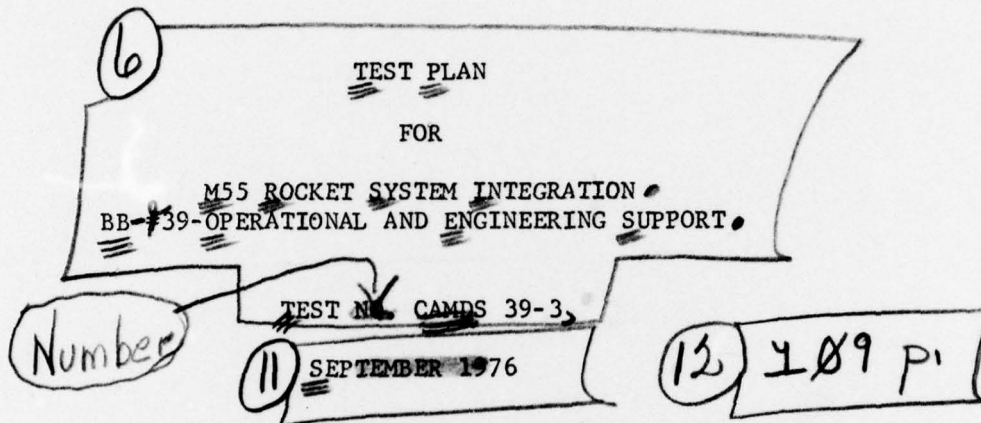 6
TEST PLAN
FOR
M55 ROCKET SYSTEM INTEGRATION.
BB-#39-OPERATIONAL AND ENGINEERING SUPPORT.
TEST NO. CAMDS 39-3,
Number
11 SEPTEMBER 1976
12 1Ø9 p.